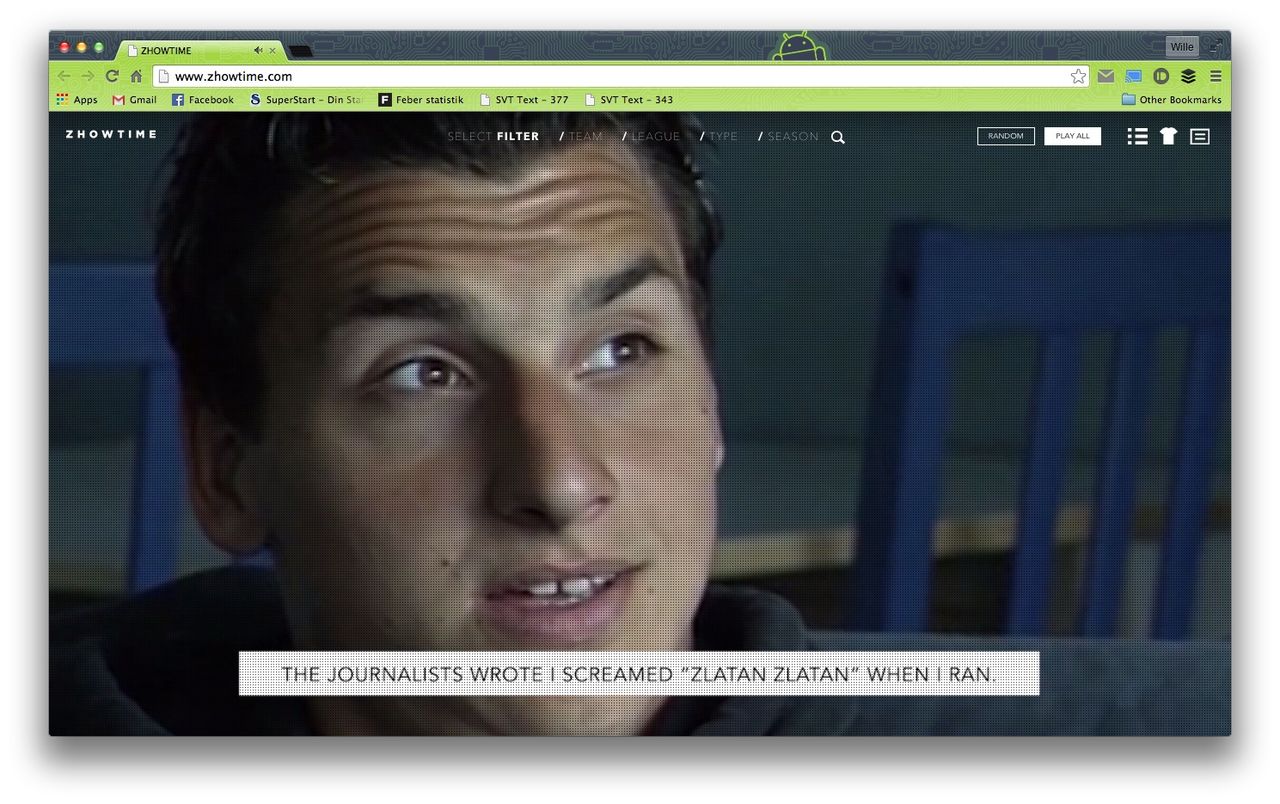 ZHOWTIME
Wille
www.zhowtime.com
Apps Gmail Facebook SuperStart – Din Star Feber statistik SVT Text – 377 SVT Text – 343 Other Bookmarks
ZHOWTIME SELECT FILTER / TEAM / LEAGUE / TYPE / SEASON RANDOM PLAY ALL
THE JOURNALISTS WROTE I SCREAMED “ZLATAN ZLATAN” WHEN I RAN.